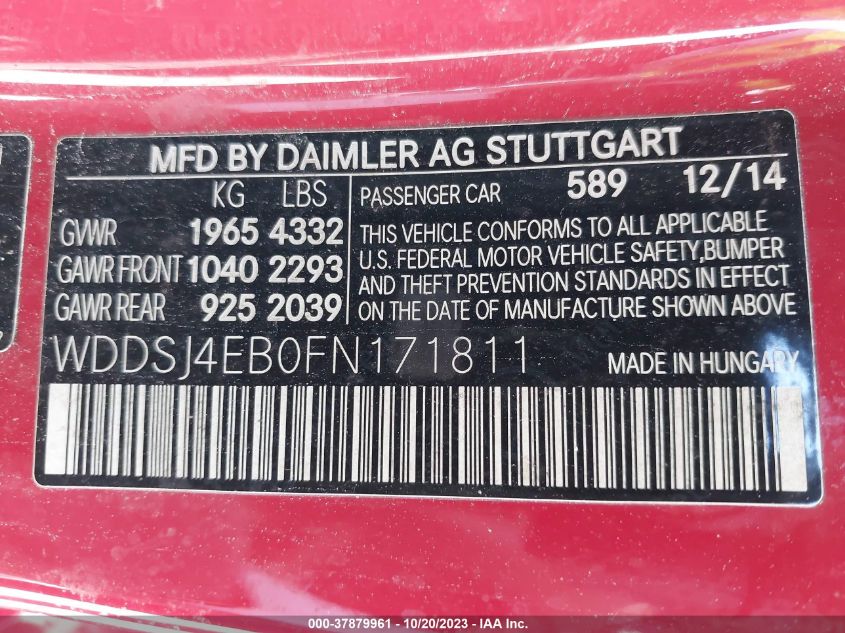 MFD BY DAIMLER AG STUTTGART
KG LBS
GVWR 1965 4332
GAWR FRONT 1040 2293
GAWR REAR 925 2039
PASSENGER CAR 589 12/14
THIS VEHICLE CONFORMS TO ALL APPLICABLE
U.S. FEDERAL MOTOR VEHICLE SAFETY,BUMPER
AND THEFT PREVENTION STANDARDS IN EFFECT
ON THE DATE OF MANUFACTURE SHOWN ABOVE
WDDSJ4EB0FN171811
MADE IN HUNGARY
000-37879961 - 10/20/2023 - IAA Inc.